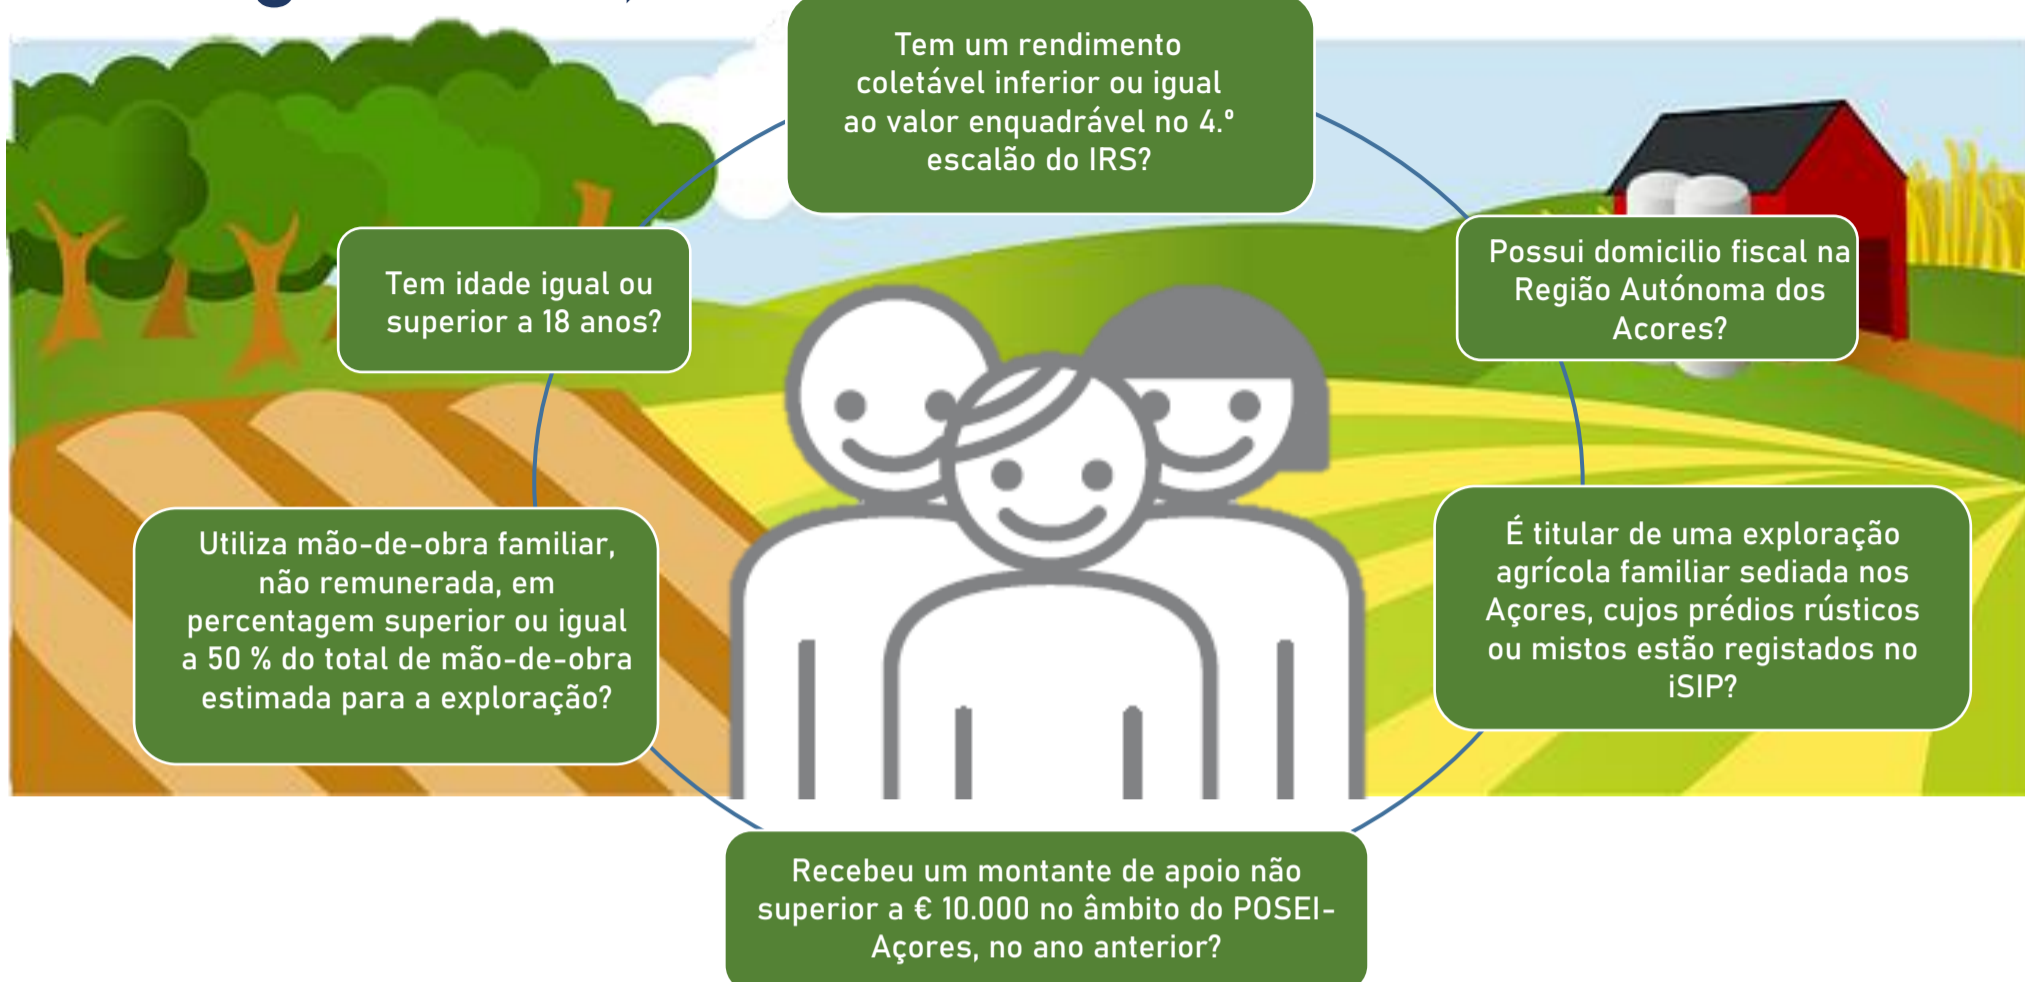 Tem um rendimento
coletável inferior ou igual
ao valor enquadrável no 4.º
escalão do IRS?
Possui domicilio fiscal na
Região Autónoma dos
Açores?
Tem idade igual ou
superior a 18 anos?
É titular de uma exploração
agrícola familiar sediada nos
Açores, cujos prédios rústicos
ou mistos estão registados no
iSIP?
Utiliza mão-de-obra familiar,
não remunerada, em
percentagem superior ou igual
a 50 % do total de mão-de-obra
estimada para a exploração?
Recebeu um montante de apoio não
superior a € 10.000 no âmbito do POSEI-
Açores, no ano anterior?